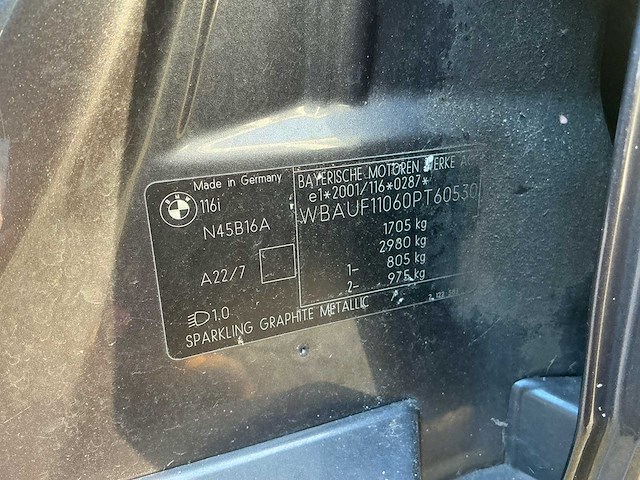 Made in Germany
116i
N45B16A
A22/7
1.0
SPARKLING GRAPHITE METALLIC
BAYERISCHE MOTOREN WERKE AG
e1*2001/116*0287*
WBAUF11060PT60530
1705 kg
2980 kg
1- 805 kg
2- 975 kg